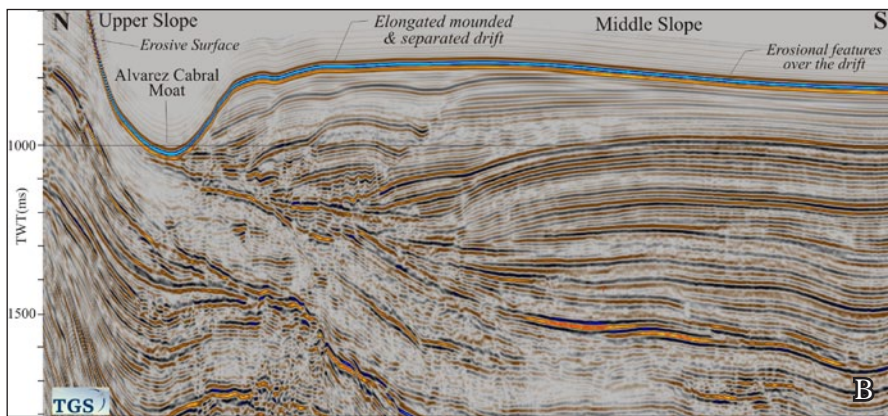 N
Upper Slope
Elongated mounded
& separated drift
Middle Slope
S
Erosive Surface
Erosional features
over the drift
Alvarez Cabral
Moat
1000
TWT(ms)
1500
TGS
B